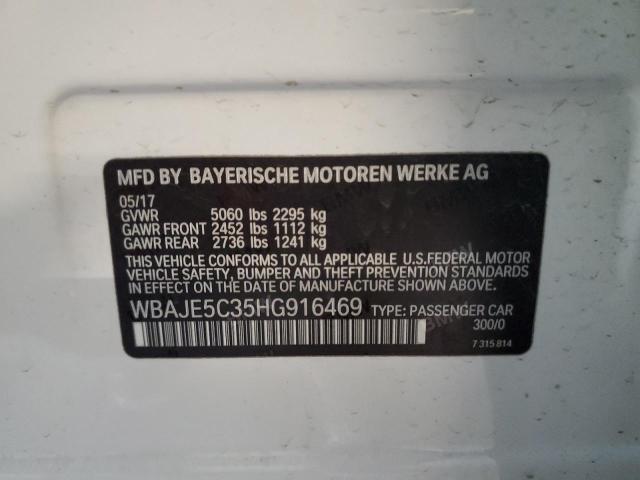 MFD BY BAYERISCHE MOTOREN WERKE AG
05/17
GVWR 5060 lbs 2295 kg
GAWR FRONT 2452 lbs 1112 kg
GAWR REAR 2736 lbs 1241 kg
THIS VEHICLE CONFORMS TO ALL APPLICABLE U.S.FEDERAL MOTOR
VEHICLE SAFETY, BUMPER AND THEFT PREVENTION STANDARDS
IN EFFECT ON THE DATE OF MANUFACTURE SHOWN ABOVE.
WBAJE5C35HG916469 TYPE: PASSENGER CAR
300/0
7 315 814